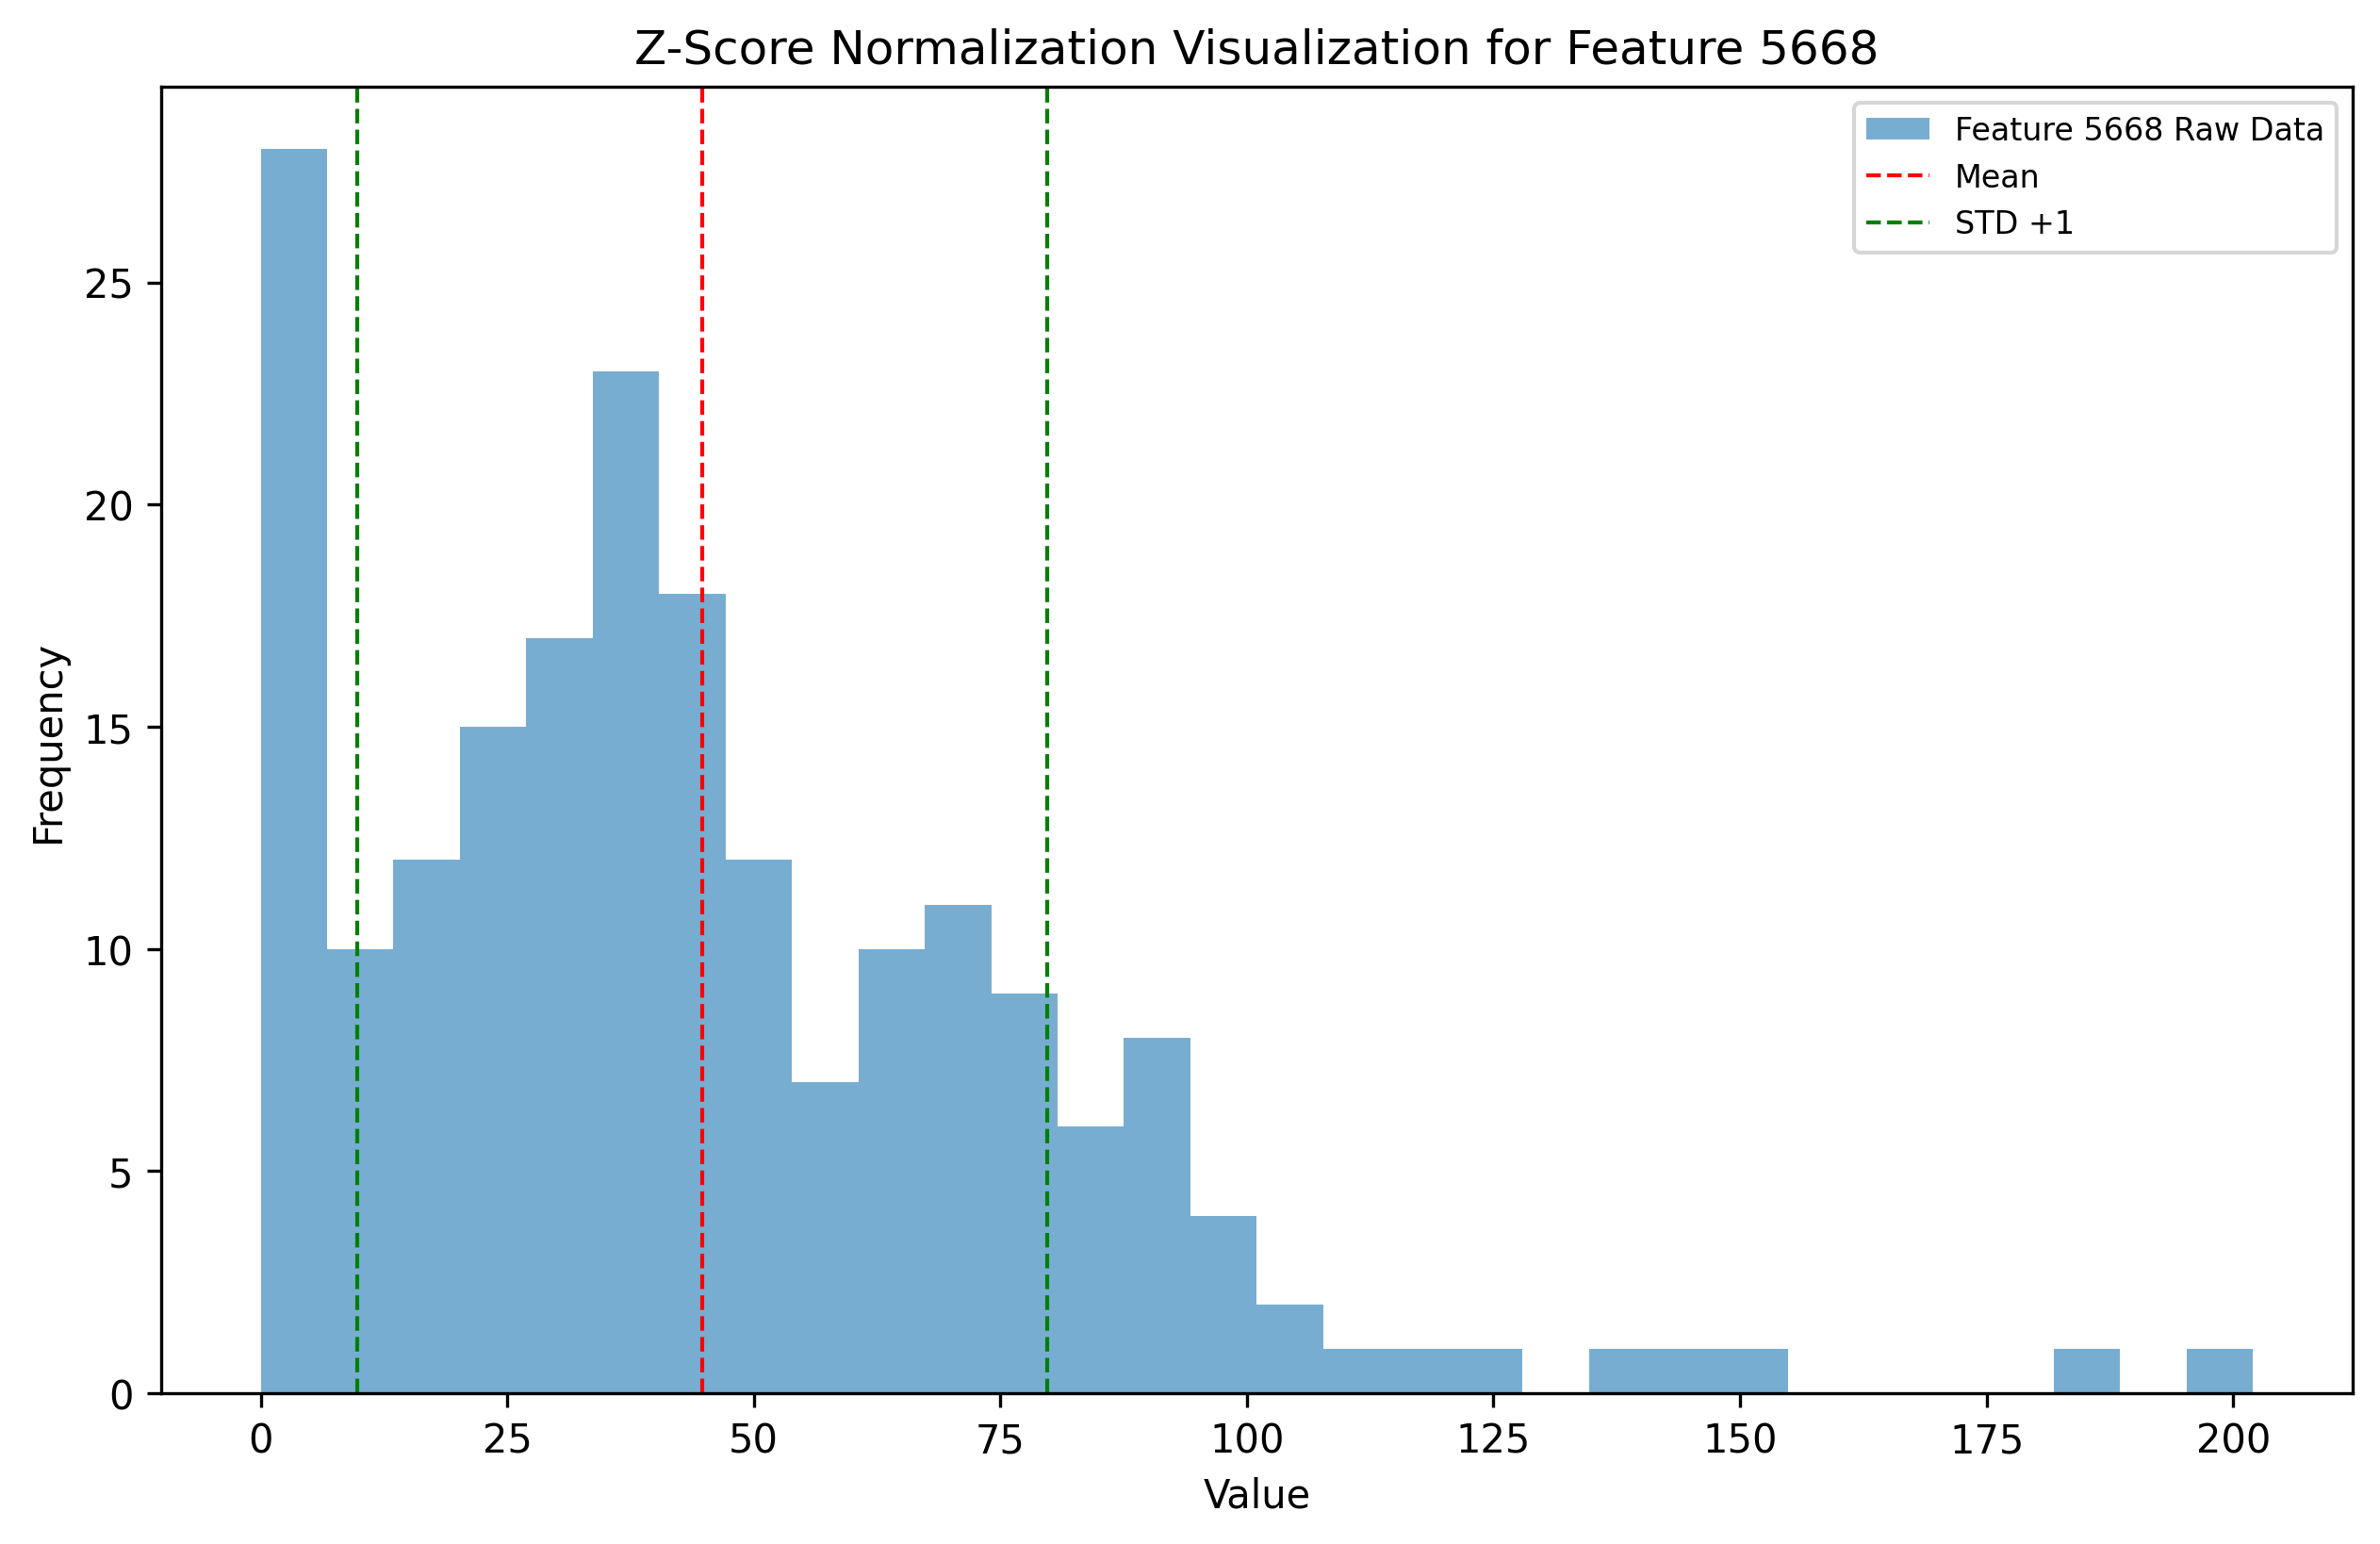 Z-Score Normalization Visualization for Feature 5668
Feature 5668 Raw Data
Mean
STD +1
Frequency
25
20
15
10
5
0
0 25 50 75 100 125 150 175 200
Value